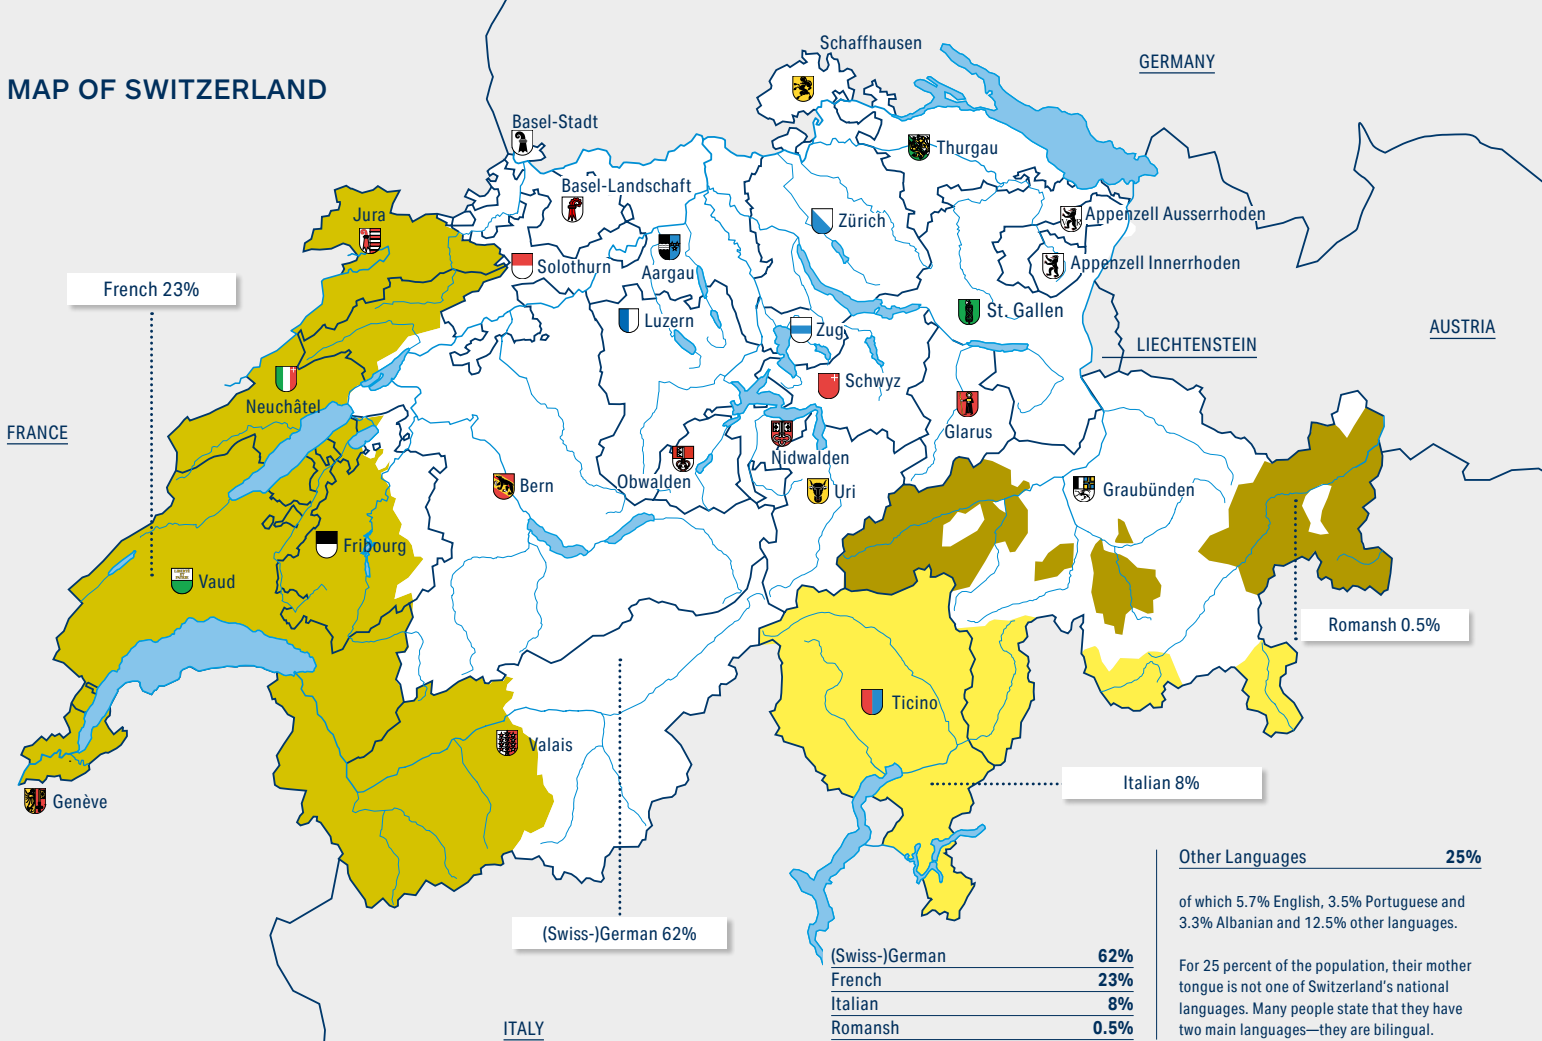 MAP OF SWITZERLAND
Schaffhausen
GERMANY
Basel-Stadt
Thurgau
Basel-Landschaft
Jura
Zürich
Appenzell Ausserrhoden
Solothurn
Aargau
Appenzell Innerrhoden
French 23%
Luzern
Zug
St. Gallen
AUSTRIA
LIECHTENSTEIN
Schwyz
Neuchâtel
FRANCE
Glarus
Nidwalden
Obwalden
Bern
Uri
Graubünden
Fribourg
Vaud
Romansh 0.5%
Ticino
Valais
Italian 8%
Genève
(Swiss-)German 62%
(Swiss-)German 62%
French 23%
Italian 8%
Romansh 0.5%
Other Languages 25%
of which 5.7% English, 3.5% Portuguese and
3.3% Albanian and 12.5% other languages.
For 25 percent of the population, their mother
tongue is not one of Switzerland's national
languages. Many people state that they have
two main languages—they are bilingual.
ITALY